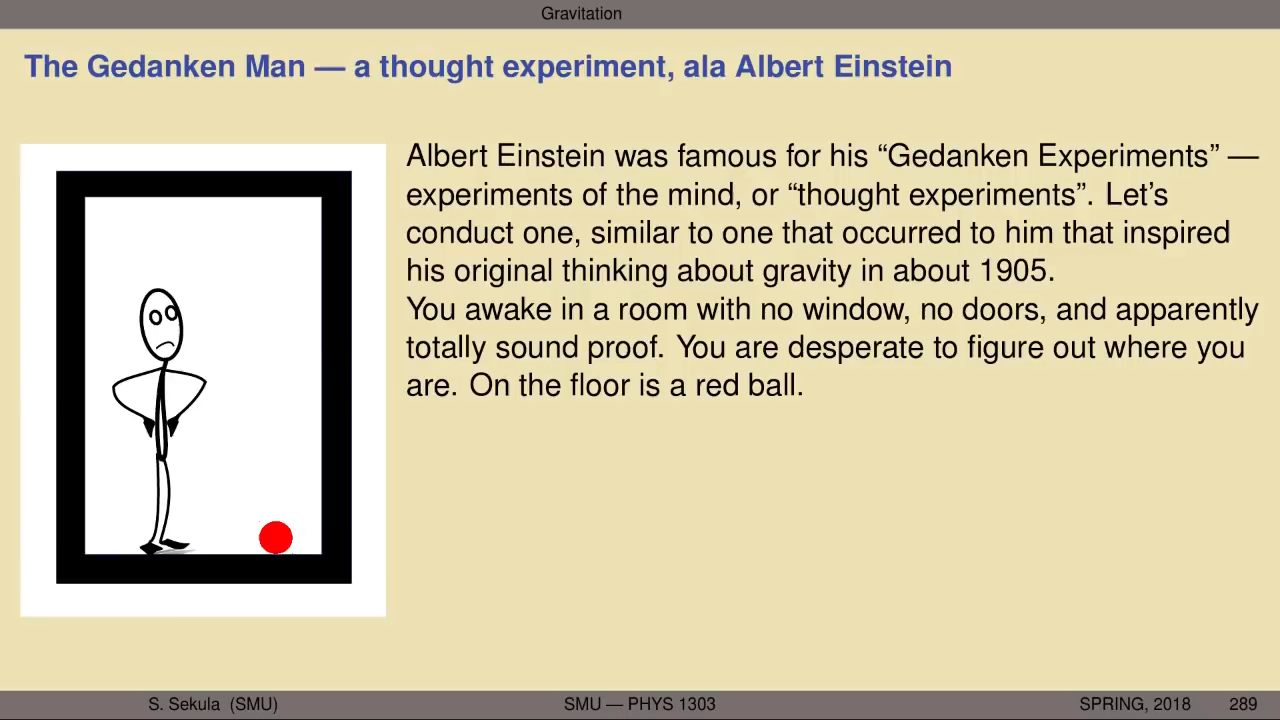 Gravitation
The Gedanken Man — a thought experiment, ala Albert Einstein
Albert Einstein was famous for his “Gedanken Experiments” —
experiments of the mind, or “thought experiments”. Let’s
conduct one, similar to one that occurred to him that inspired
his original thinking about gravity in about 1905.
You awake in a room with no window, no doors, and apparently
totally sound proof. You are desperate to figure out where you
are. On the floor is a red ball.
S. Sekula (SMU) SMU — PHYS 1303 SPRING, 2018 289